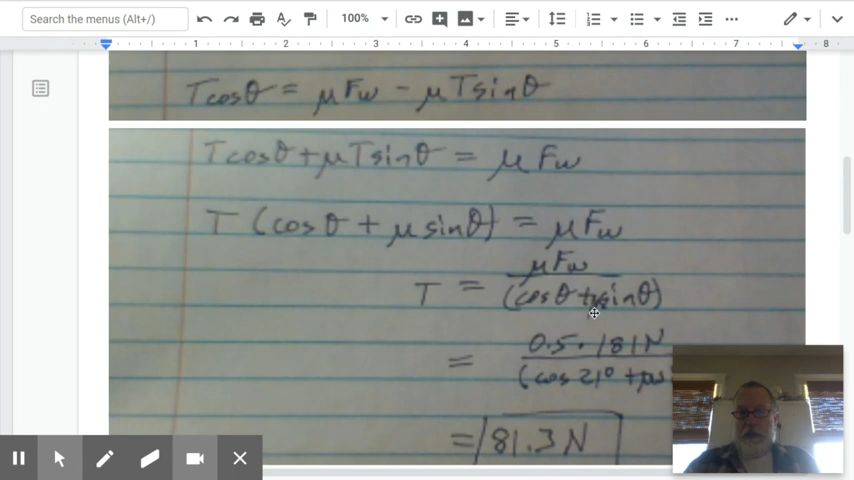 Search the menus (Alt+/) 100%
1 2 3 4 5 6 7 8
Tcosθ = μFw - μTsinθ
Tcosθ + μTsinθ = μFw
T (cosθ + μ sinθ) = μFw
T = μFw
(cosθ + μsinθ)
= 0.5 · 181N
(cos 21° +
= 81.3 N